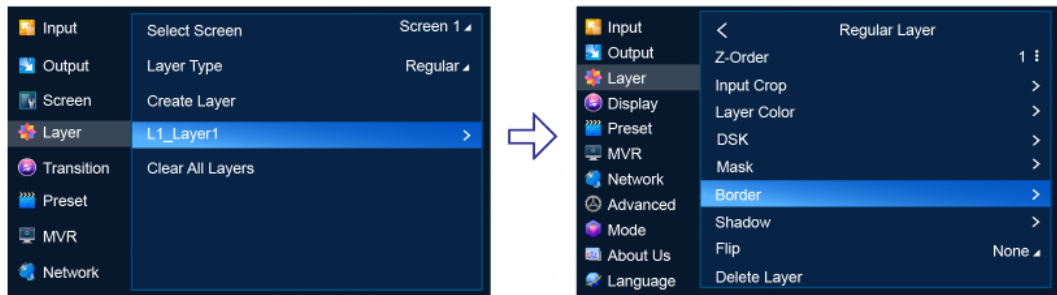 Input
Output
Screen
Layer
Transition
Preset
MVR
Network
Select Screen Screen 1
Layer Type Regular
Create Layer
L1_Layer1 >
Clear All Layers
Input
Output
Layer
Display
Preset
MVR
Network
Advanced
Mode
About Us
Language
< Regular Layer
Z-Order 1
Input Crop >
Layer Color >
DSK >
Mask >
Border >
Shadow >
Flip None
Delete Layer